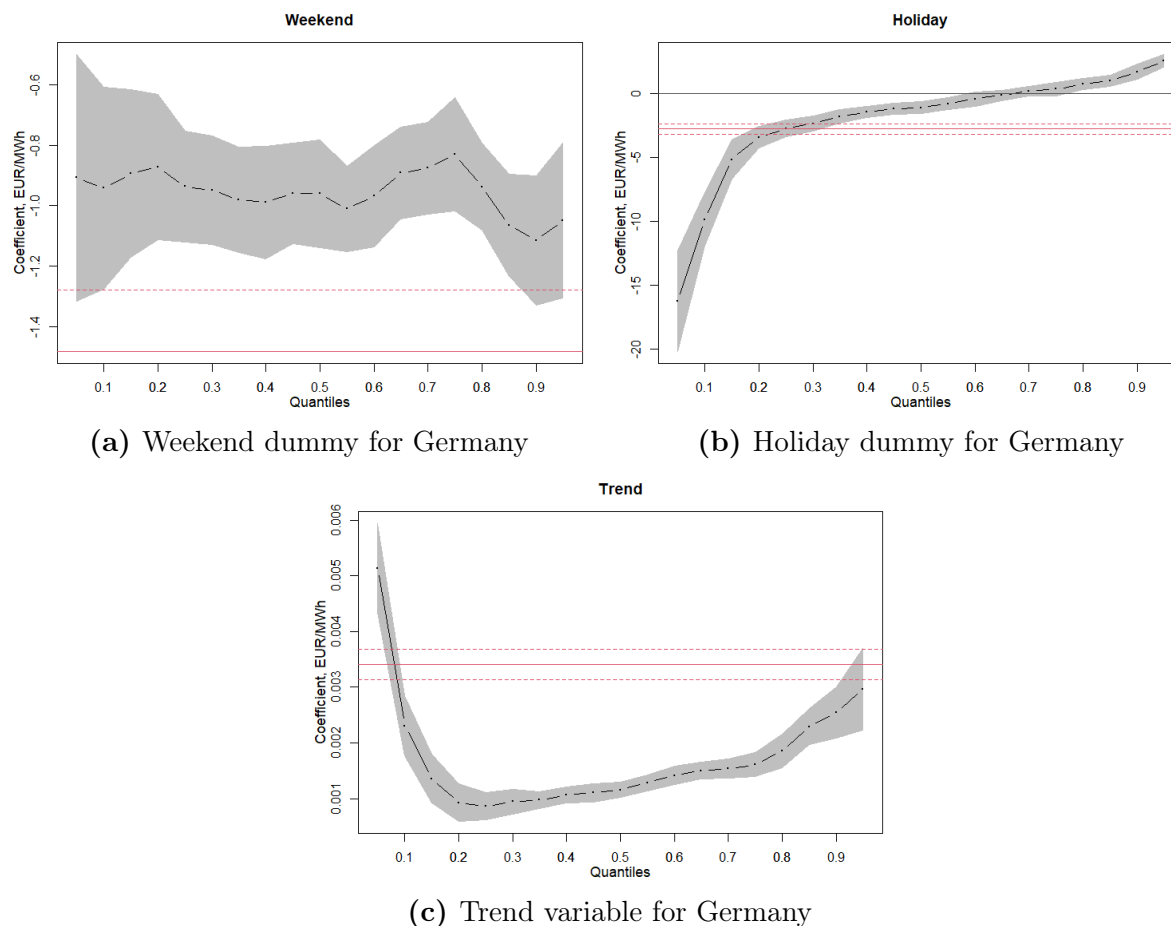 Weekend
Coefficient, EUR/MWh
-0.6
-0.8
-1.0
-1.2
-1.4
0.1 0.2 0.3 0.4 0.5 0.6 0.7 0.8 0.9
Quantiles
(a) Weekend dummy for Germany
Holiday
Coefficient, EUR/MWh
0
-5
-10
-15
-20
0.1 0.2 0.3 0.4 0.5 0.6 0.7 0.8 0.9
Quantiles
(b) Holiday dummy for Germany
Trend
Coefficient, EUR/MWh
0.006
0.005
0.004
0.003
0.002
0.001
0.1 0.2 0.3 0.4 0.5 0.6 0.7 0.8 0.9
Quantiles
(c) Trend variable for Germany